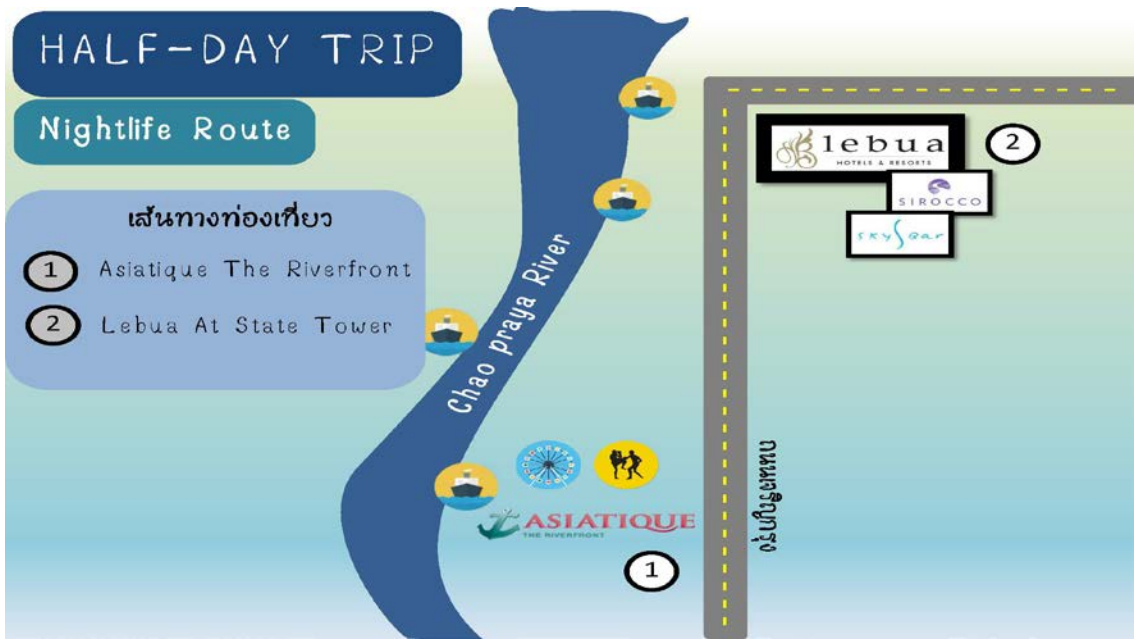 HALF-DAY TRIP
Nightlife Route
เส้นทางท่องเที่ยว
1 Asiatique The Riverfront
2 Lebua At State Tower
Chao praya River
lebua
HOTELS & RESORTS
2
SIROCCO
sky bar
ถนนเจริญกรุง
ASIATIQUE
THE RIVERFRONT
1